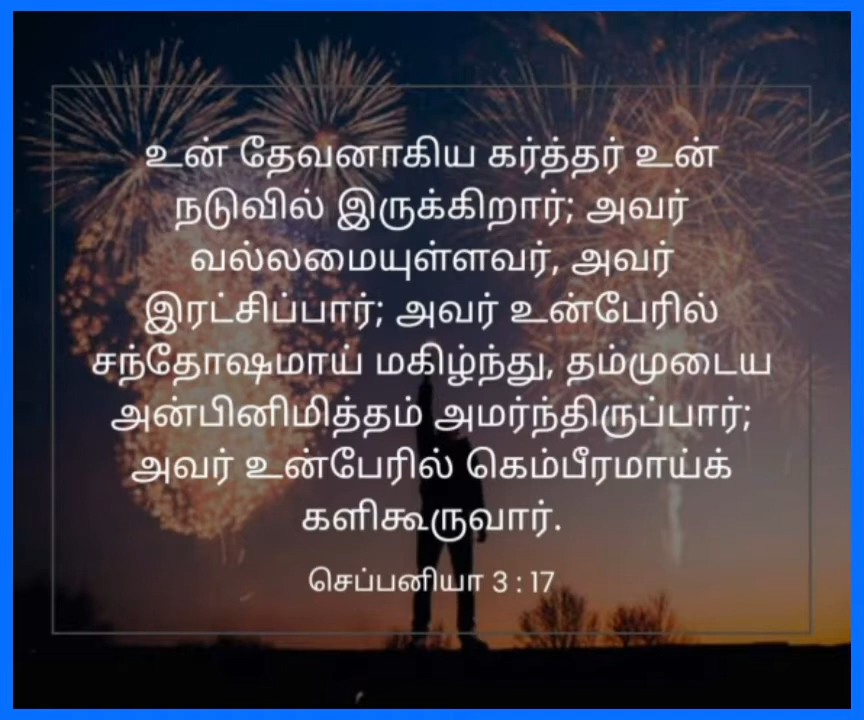 உன் தேவனாகிய கர்த்தர் உன்
நடுவில் இருக்கிறார்; அவர்
வல்லமையுள்ளவர், அவர்
இரட்சிப்பார்; அவர் உன்பேரில்
சந்தோஷமாய் மகிழ்ந்து, தம்முடைய
அன்பினிமித்தம் அமர்ந்திருப்பார்;
அவர் உன்பேரில் கெம்பீரமாய்க்
களிகூருவார்.
செப்பனியா 3 : 17